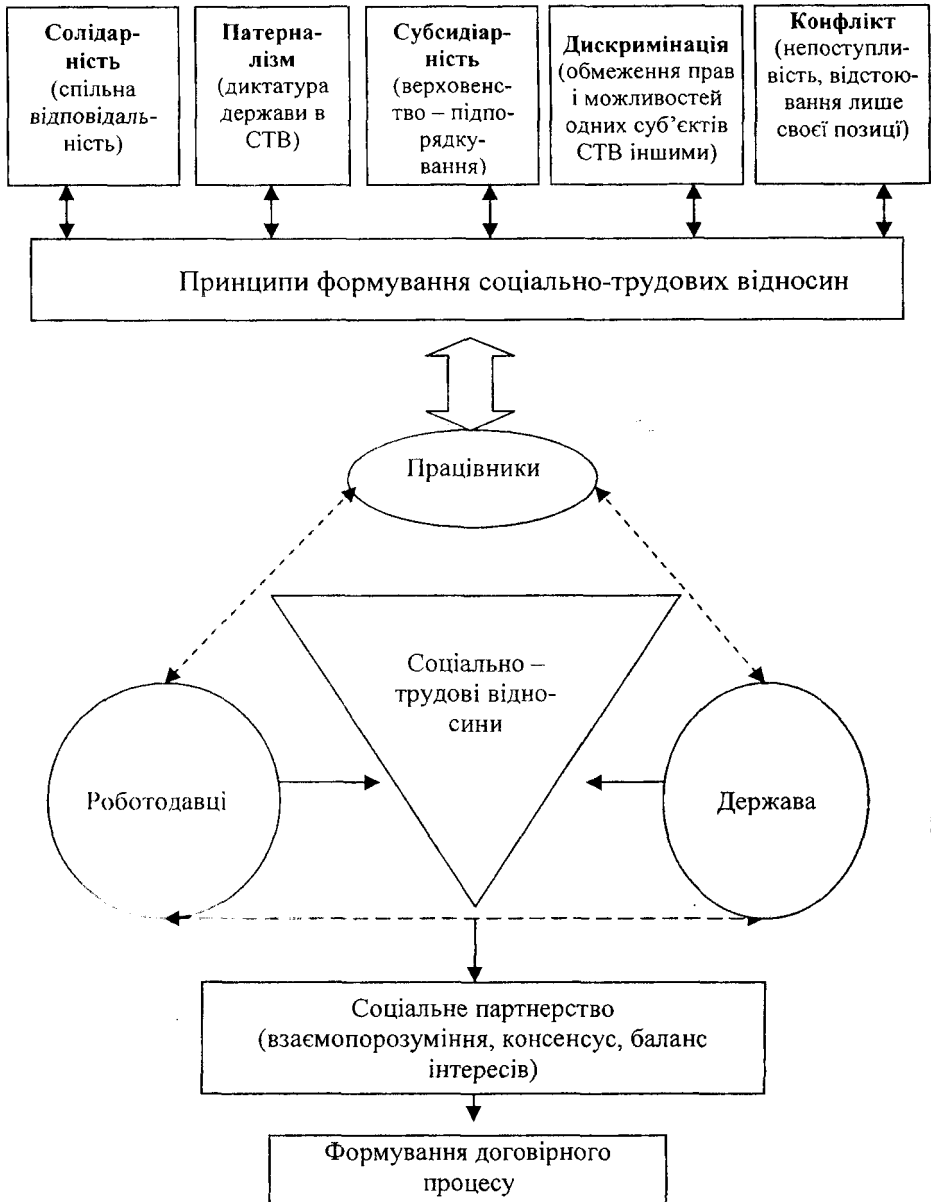 Солідар-
ність
(спільна
відповідаль-
ність)
Патерна-
лізм
(диктатура
держави в
СТВ)
Субсидіар-
ність
(верховенс-
тво – підпо-
рядку-
вання)
Дискримінація
(обмеження прав
і можливостей
одних суб’єктів
СТВ іншими)
Конфлікт
(непоступли-
вість, відстою-
вання лише
своєї позиці)
Принципи формування соціально-трудових відносин
Працівники
Соціально –
трудові відно-
сини
Роботодавці
Держава
Соціальне партнерство
(взаємопорозуміння, консенсус, баланс
інтересів)
Формування договірного
процесу